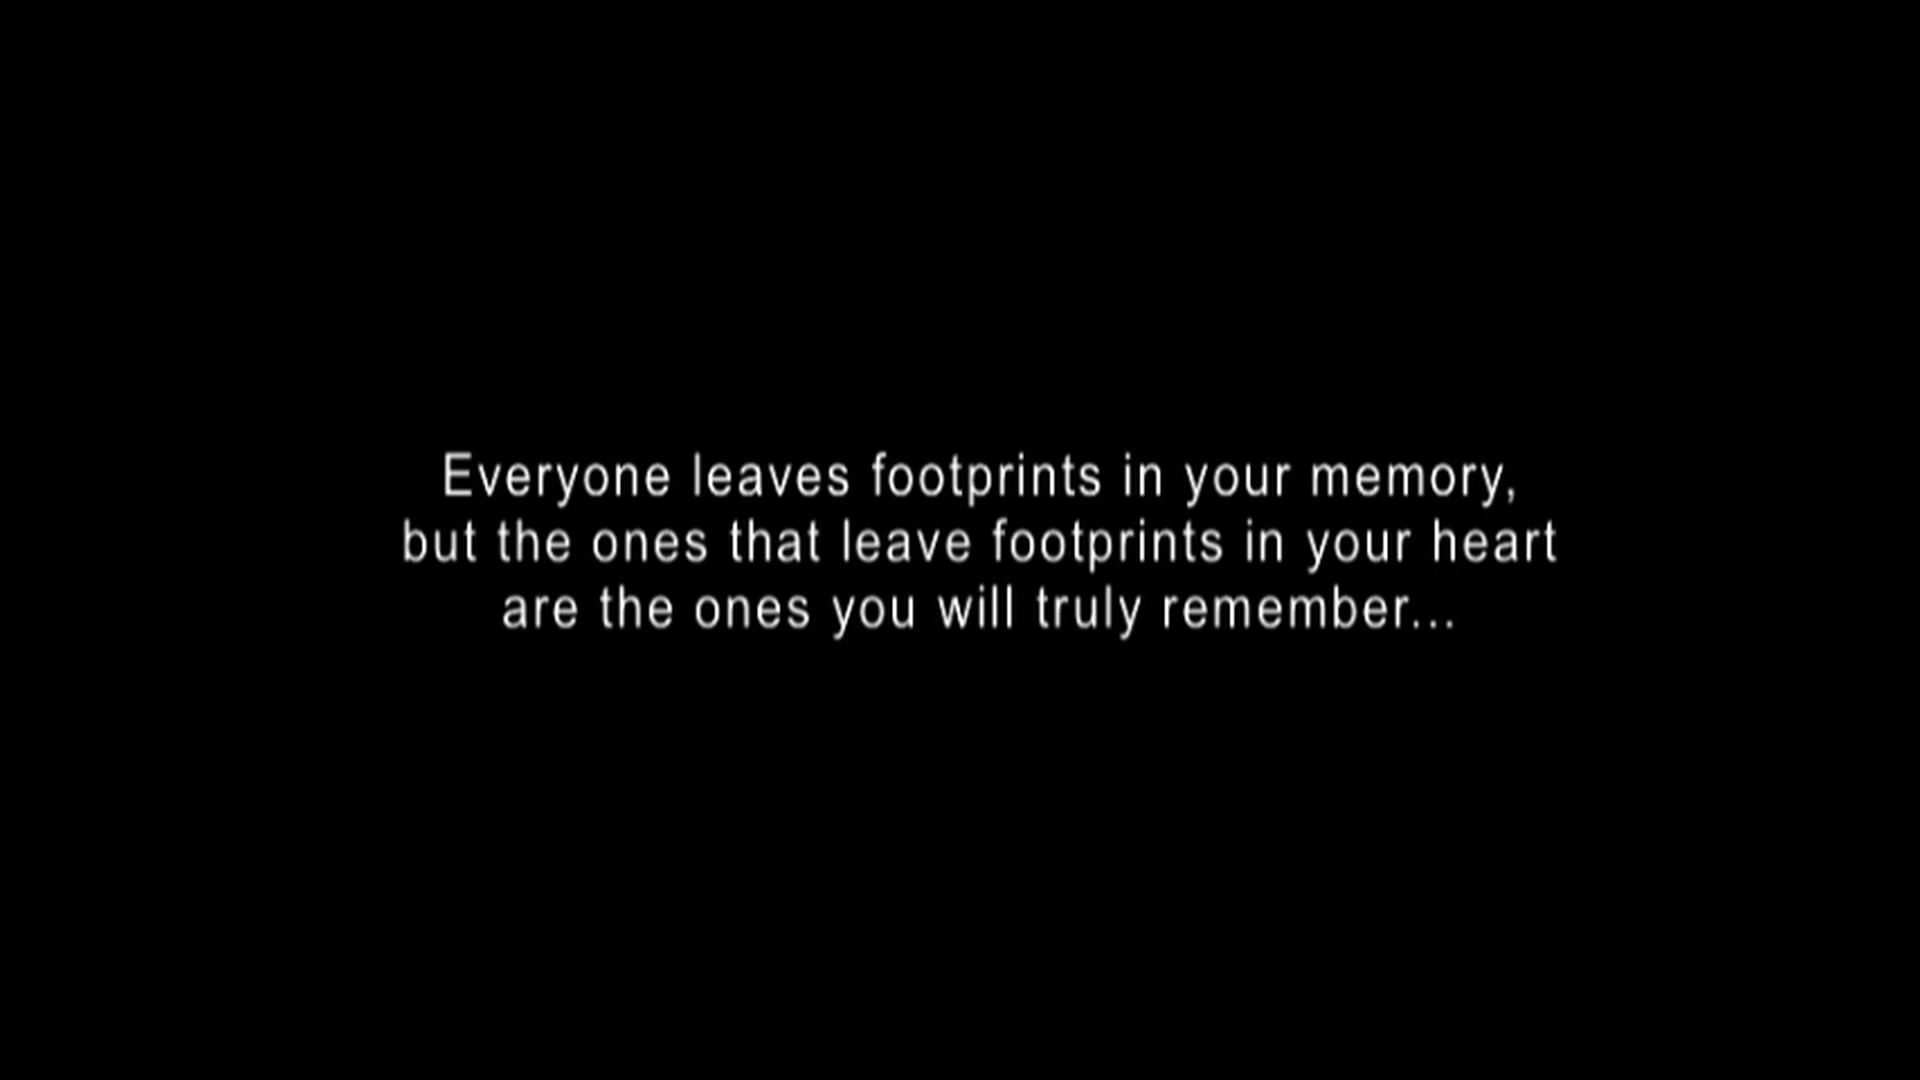 Everyone leaves footprints in your memory,
but the ones that leave footprints in your heart
are the ones you will truly remember...